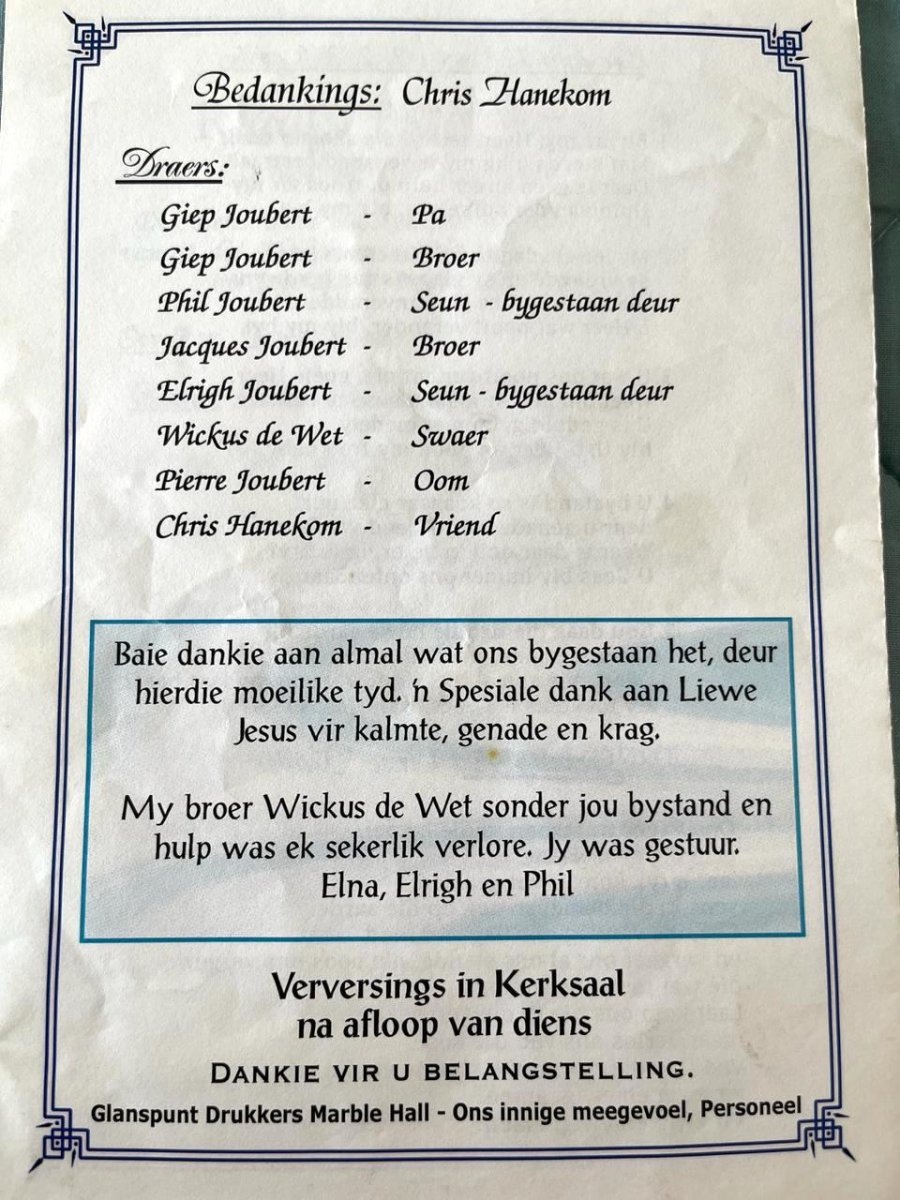 Bedankings: Chris Hanekom
Draers:
Giep Joubert - Pa
Giep Joubert - Broer
Phil Joubert - Seun - bygestaan deur
Jacques Joubert - Broer
Elrigh Joubert - Seun - bygestaan deur
Wickus de Wet - Swaer
Pierre Joubert - Oom
Chris Hanekom - Vriend
Baie dankie aan almal wat ons bygestaan het, deur
hierdie moeilike tyd. 'n Spesiale dank aan Liewe
Jesus vir kalmte, genade en krag.
My broer Wickus de Wet sonder jou bystand en
hulp was ek sekerlik verlore. Jy was gestuur.
Elna, Elrigh en Phil
Verversings in Kerksaal
na afloop van diens
DANKIE VIR U BELANGSTELLING.
Glanspunt Drukkers Marble Hall - Ons innige meegevoel, Personeel